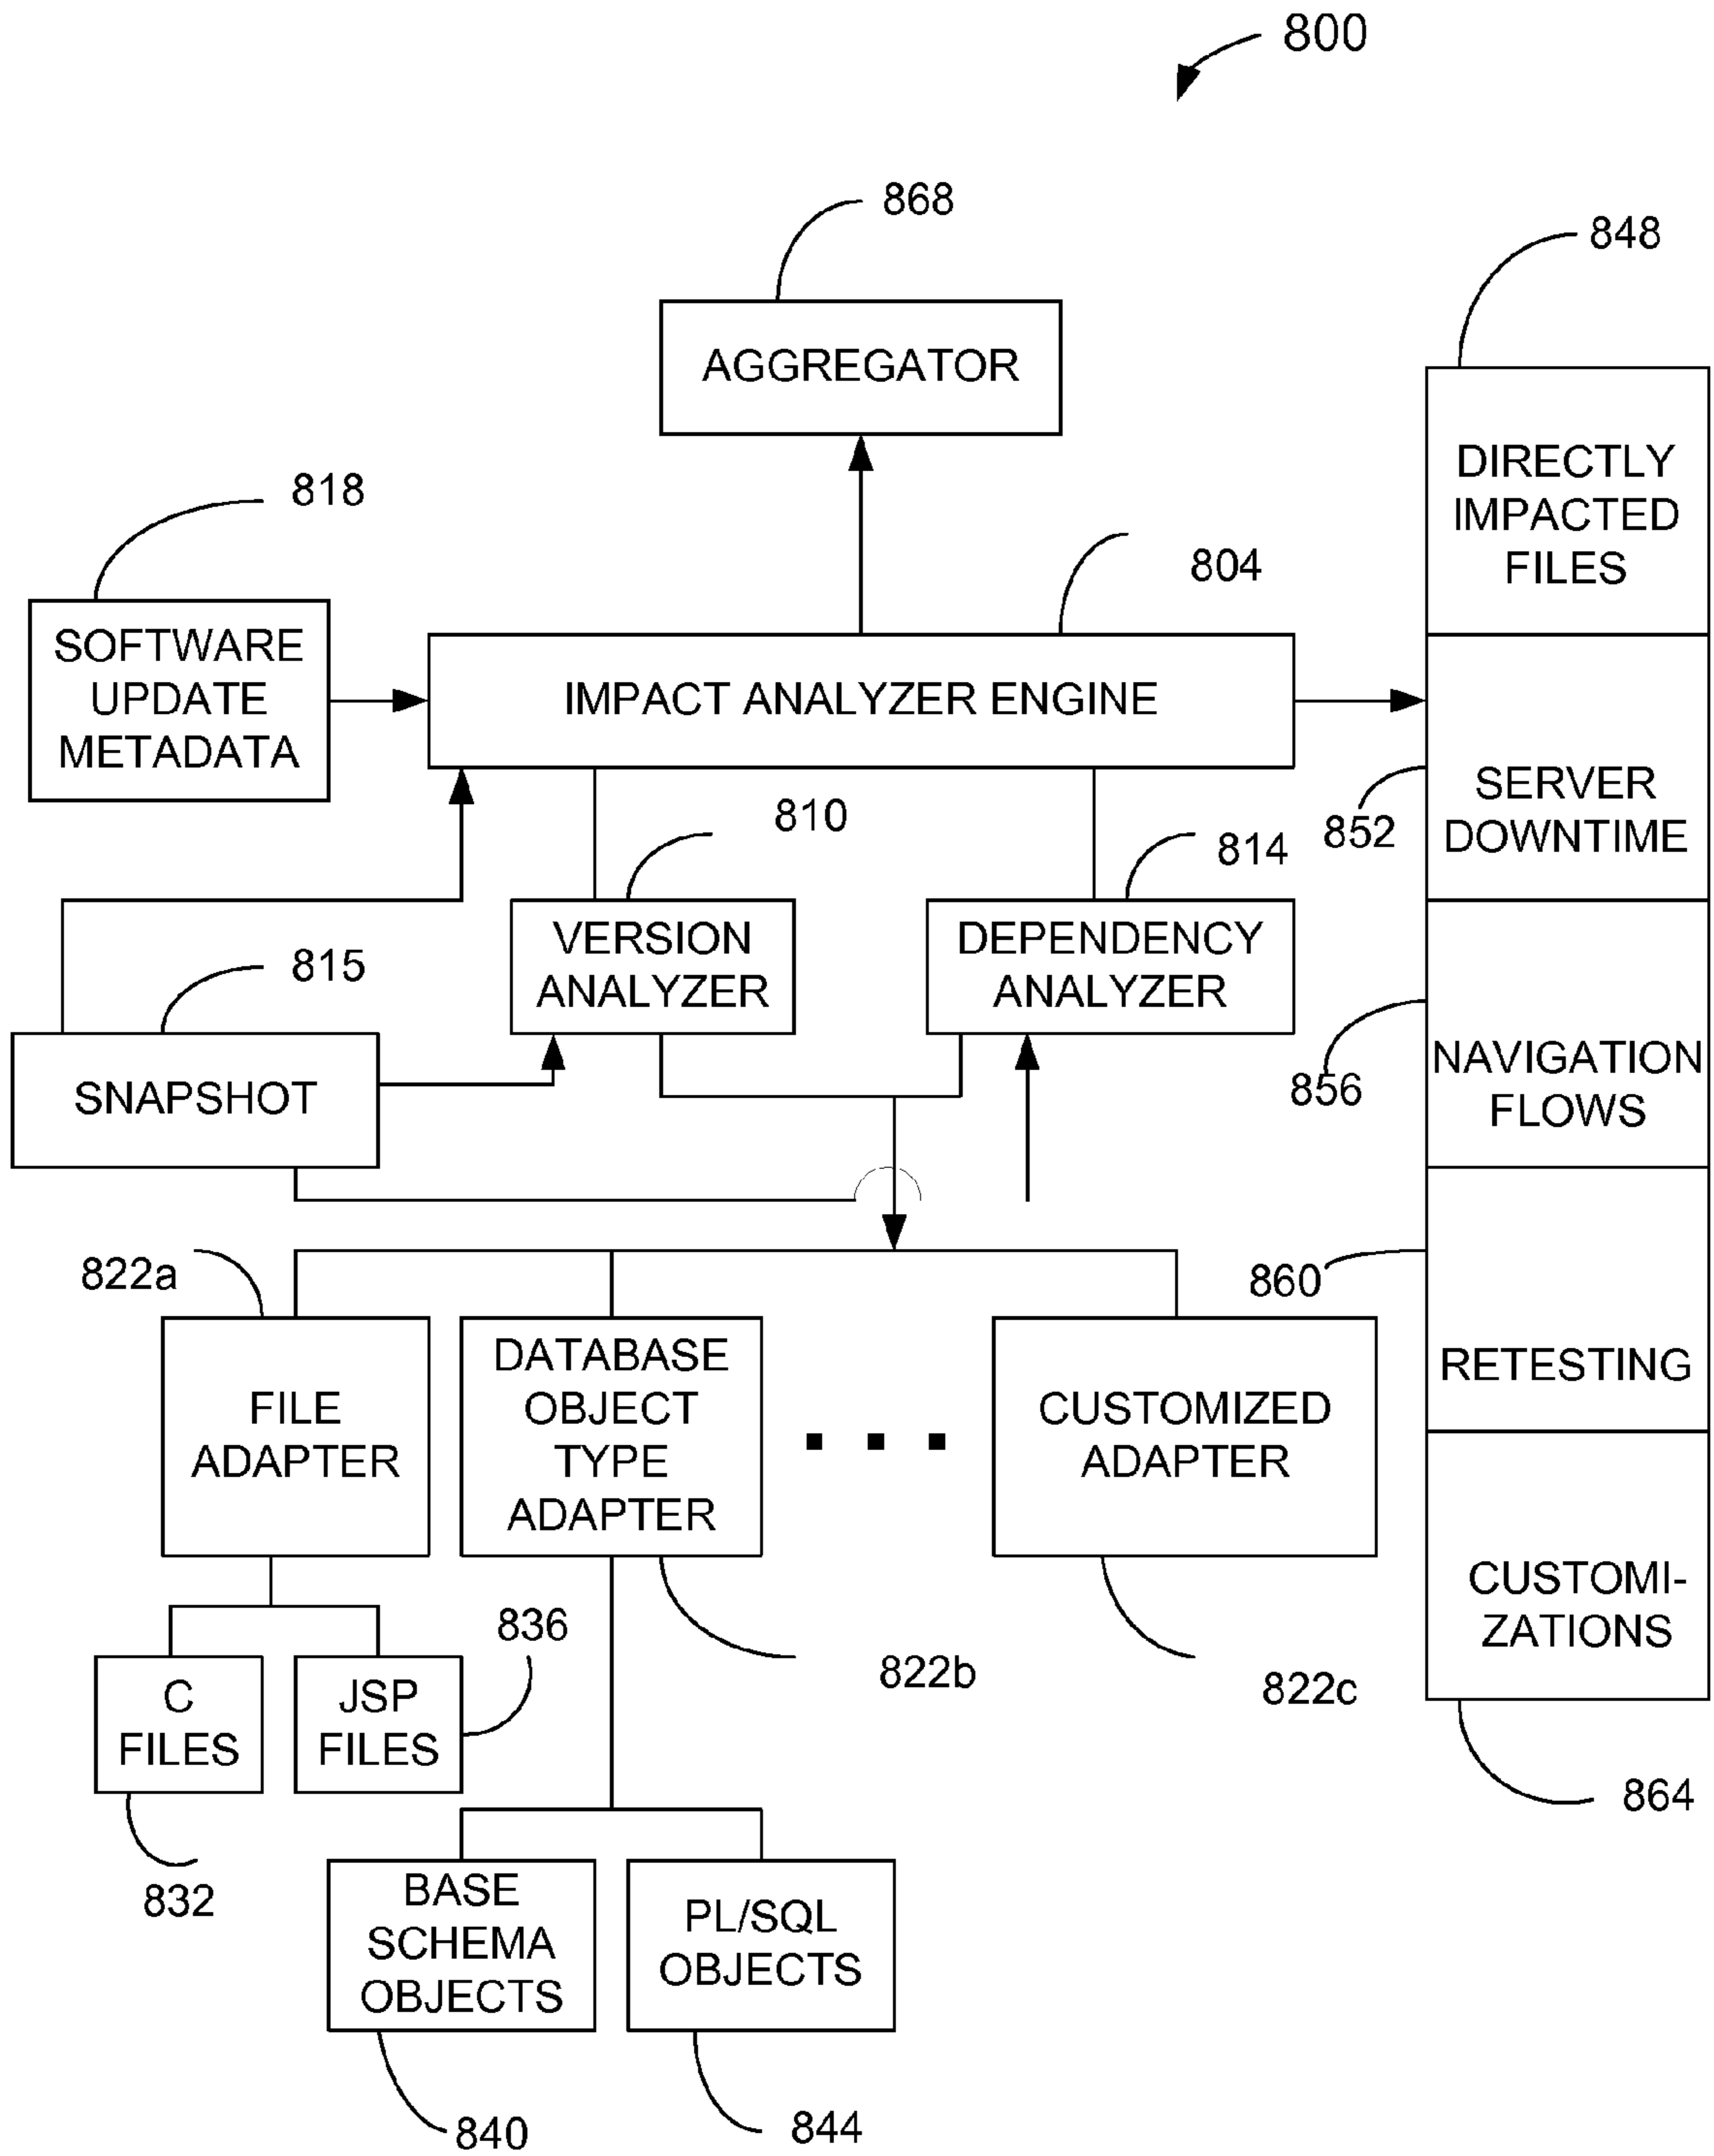 800
868
848
AGGREGATOR
DIRECTLY
IMPACTED
FILES
818
804
SOFTWARE
UPDATE
METADATA
IMPACT ANALYZER ENGINE
810
814
852
SERVER
DOWNTIME
815
VERSION
ANALYZER
DEPENDENCY
ANALYZER
SNAPSHOT
856
NAVIGATION
FLOWS
822a
860
FILE
ADAPTER
DATABASE
OBJECT
TYPE
ADAPTER
CUSTOMIZED
ADAPTER
RETESTING
CUSTOMI-
ZATIONS
836
822b
822c
C
FILES
JSP
FILES
864
832
BASE
SCHEMA
OBJECTS
PL/SQL
OBJECTS
840
844